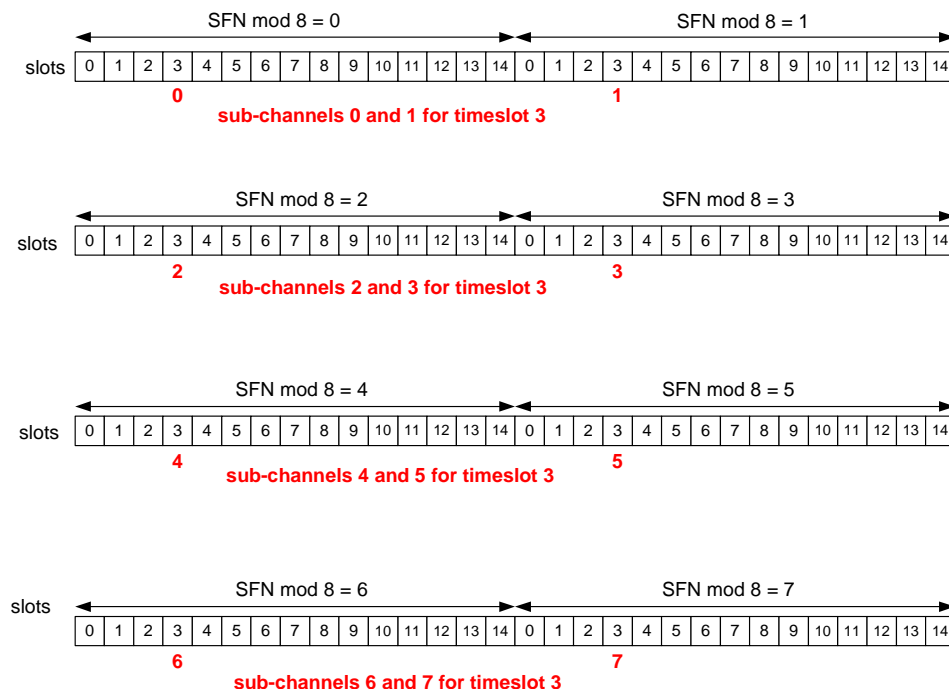 SFN mod 8 = 0 SFN mod 8 = 1
slots 0 1 2 3 4 5 6 7 8 9 10 11 12 13 14 0 1 2 3 4 5 6 7 8 9 10 11 12 13 14
0 1
sub-channels 0 and 1 for timeslot 3
SFN mod 8 = 2 SFN mod 8 = 3
slots 0 1 2 3 4 5 6 7 8 9 10 11 12 13 14 0 1 2 3 4 5 6 7 8 9 10 11 12 13 14
2 3
sub-channels 2 and 3 for timeslot 3
SFN mod 8 = 4 SFN mod 8 = 5
slots 0 1 2 3 4 5 6 7 8 9 10 11 12 13 14 0 1 2 3 4 5 6 7 8 9 10 11 12 13 14
4 5
sub-channels 4 and 5 for timeslot 3
SFN mod 8 = 6 SFN mod 8 = 7
slots
0 1 2 3 4 5 6 7 8 9 10 11 12 13 14 0 1 2 3 4 5 6 7 8 9 10 11 12 13 14
6 7
sub-channels 6 and 7 for timeslot 3